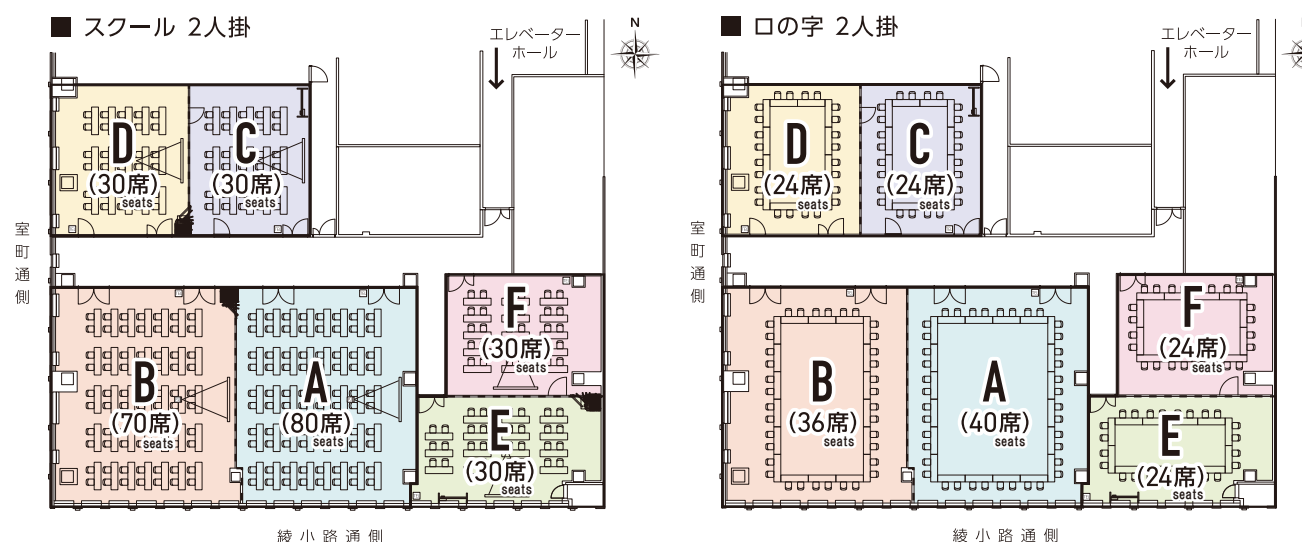 ■ スクール 2人掛
エレベーター
ホール
N
D
(30席)
seats
C
(30席)
seats
室町通側
B
(70席)
seats
A
(80席)
seats
F
(30席)
seats
E
(30席)
seats
綾小路通側
■ ロの字 2人掛
エレベーター
ホール
D
(24席)
seats
C
(24席)
seats
室町通側
B
(36席)
seats
A
(40席)
seats
F
(24席)
seats
E
(24席)
seats
綾小路通側